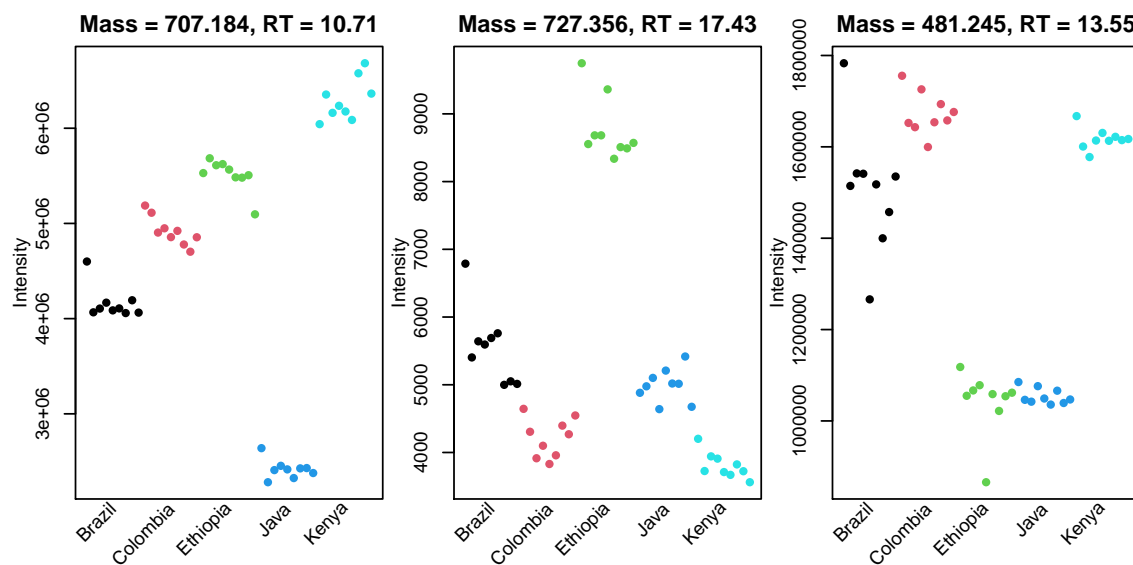 Mass = 707.184, RT = 10.71
Intensity
6e+06
5e+06
4e+06
3e+06
Brazil
Colombia
Ethiopia
Java
Kenya
Mass = 727.356, RT = 17.43
Intensity
9000
8000
7000
6000
5000
4000
Brazil
Colombia
Ethiopia
Java
Kenya
Mass = 481.245, RT = 13.55
Intensity
1800000
1600000
1400000
1200000
1000000
Brazil
Colombia
Ethiopia
Java
Kenya